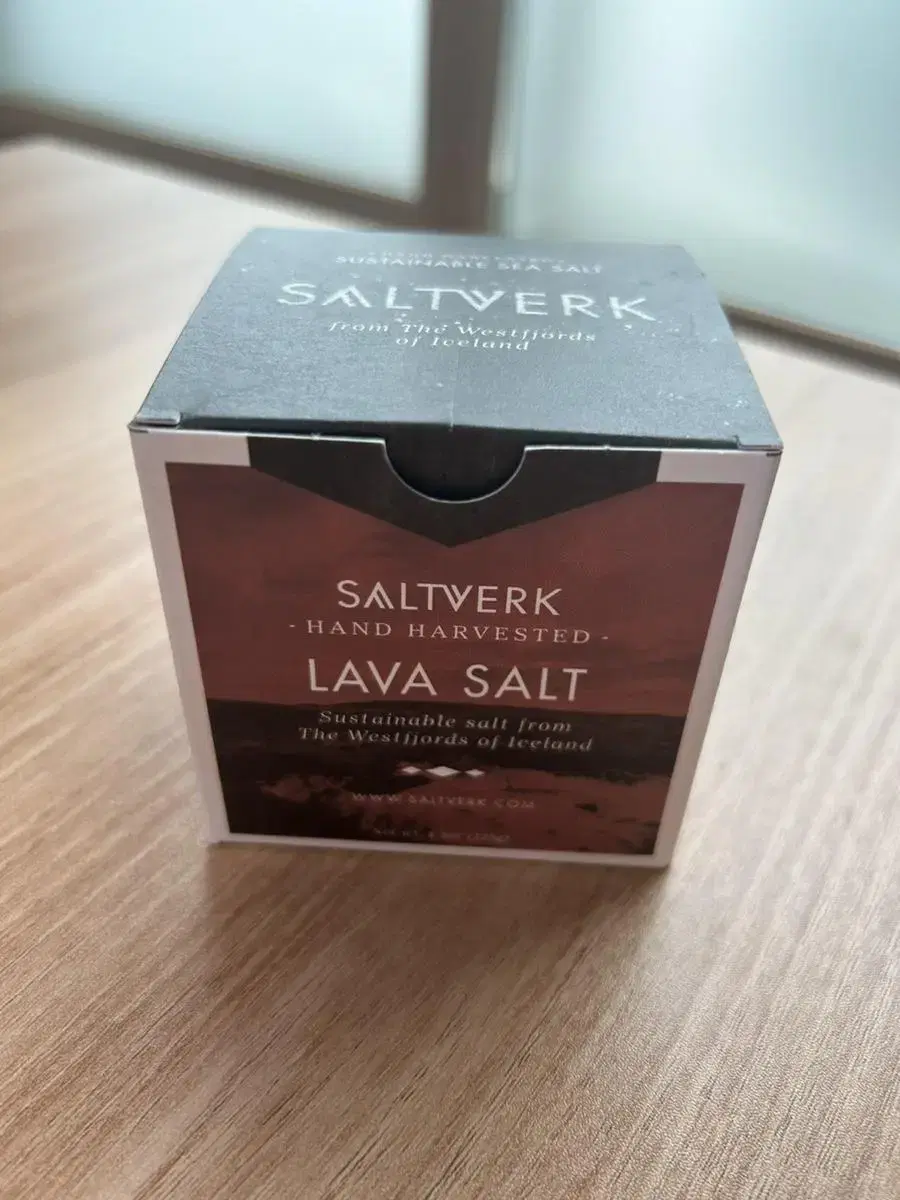 SUSTAINABLE SEA SALT
SALTVERK
from The Westfjords
of Iceland
SALTVERK
- HAND HARVESTED -
LAVA SALT
Sustainable salt from
The Westfjords of Iceland
WWW.SALTVERK.COM